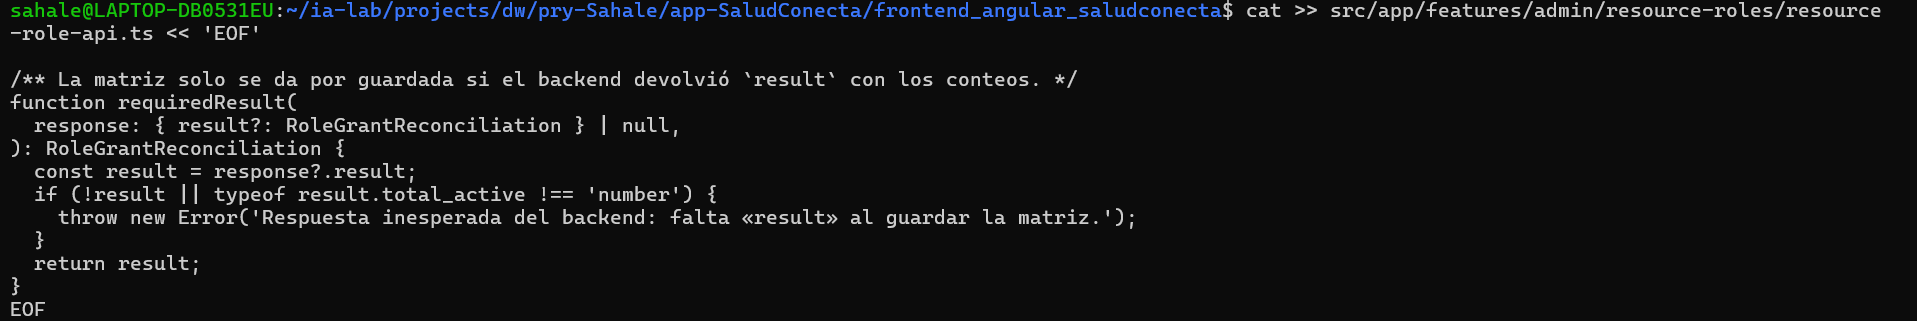 sahale@LAPTOP-DB0531EU:~/ia-lab/projects/dw/pry-Sahale/app-SaludConecta/frontend_angular_saludconecta$ cat >> src/app/features/admin/resource-roles/resource
-role-api.ts << 'EOF'

/** La matriz solo se da por guardada si el backend devolvió `result` con los conteos. */
function requiredResult(
  response: { result?: RoleGrantReconciliation } | null,
): RoleGrantReconciliation {
  const result = response?.result;
  if (!result || typeof result.total_active !== 'number') {
    throw new Error('Respuesta inesperada del backend: falta «result» al guardar la matriz.');
  }
  return result;
}
EOF